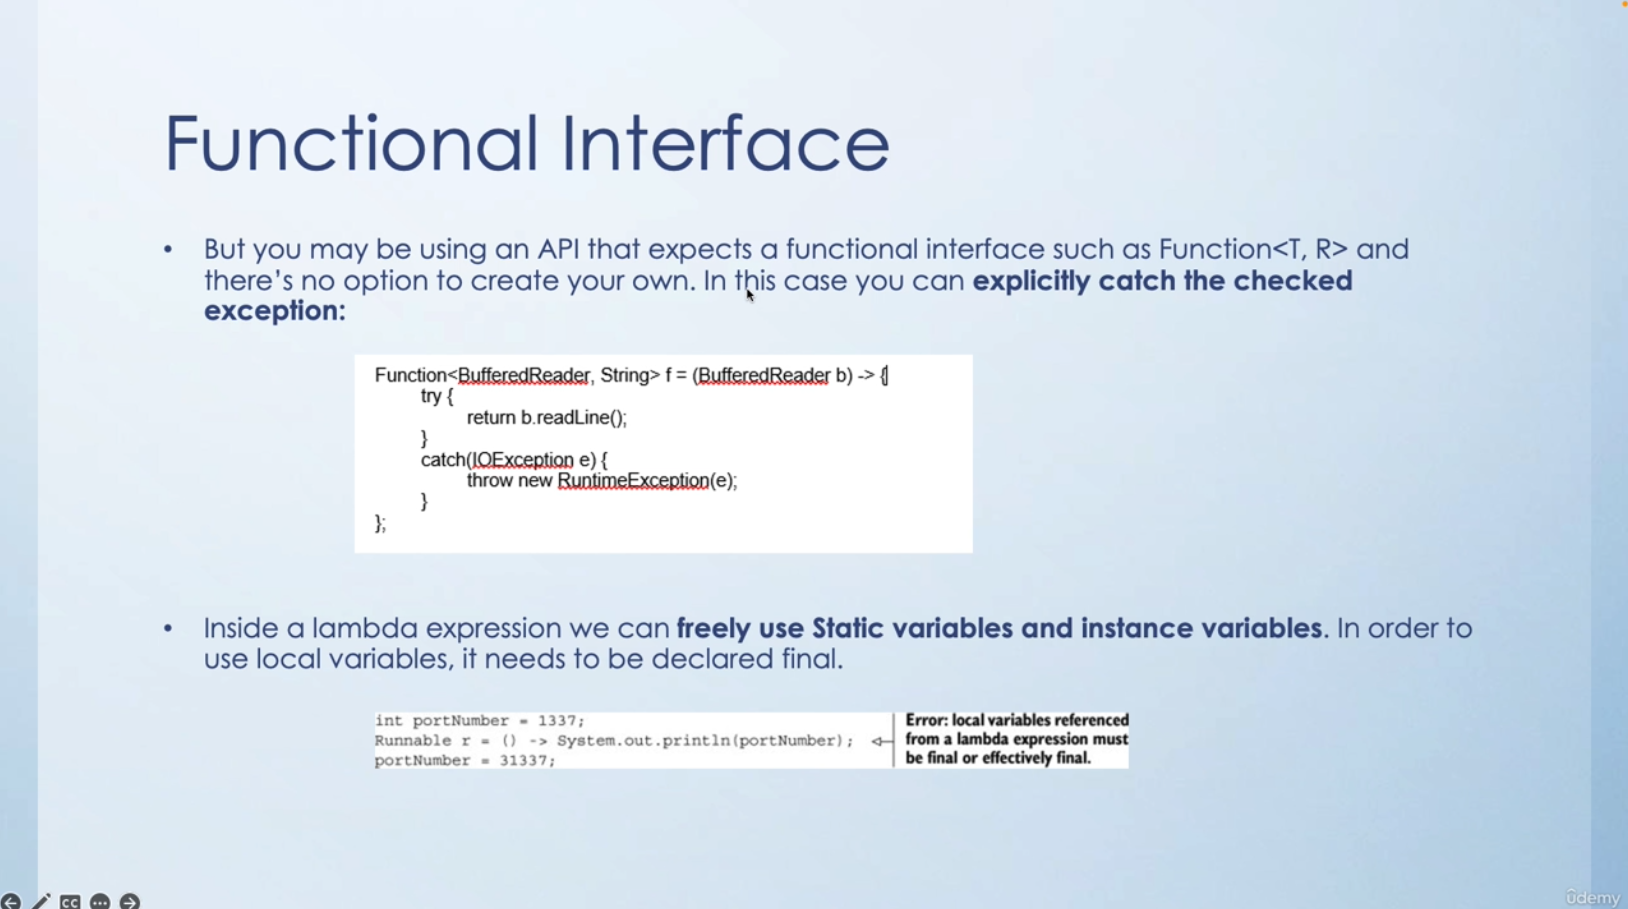 Functional Interface
• But you may be using an API that expects a functional interface such as Function<T, R> and
there's no option to create your own. In this case you can explicitly catch the checked
exception:
Function<BufferedReader, String> f = (BufferedReader b) -> {
try {
return b.readLine();
}
catch(IOException e) {
throw new RuntimeException(e);
}
};
• Inside a lambda expression we can freely use Static variables and instance variables. In order to
use local variables, it needs to be declared final.
int portNumber = 1337;
Runnable r = () -> System.out.println(portNumber);
portNumber = 31337;
Error: local variables referenced
from a lambda expression must
be final or effectively final.
CC
ûdemy